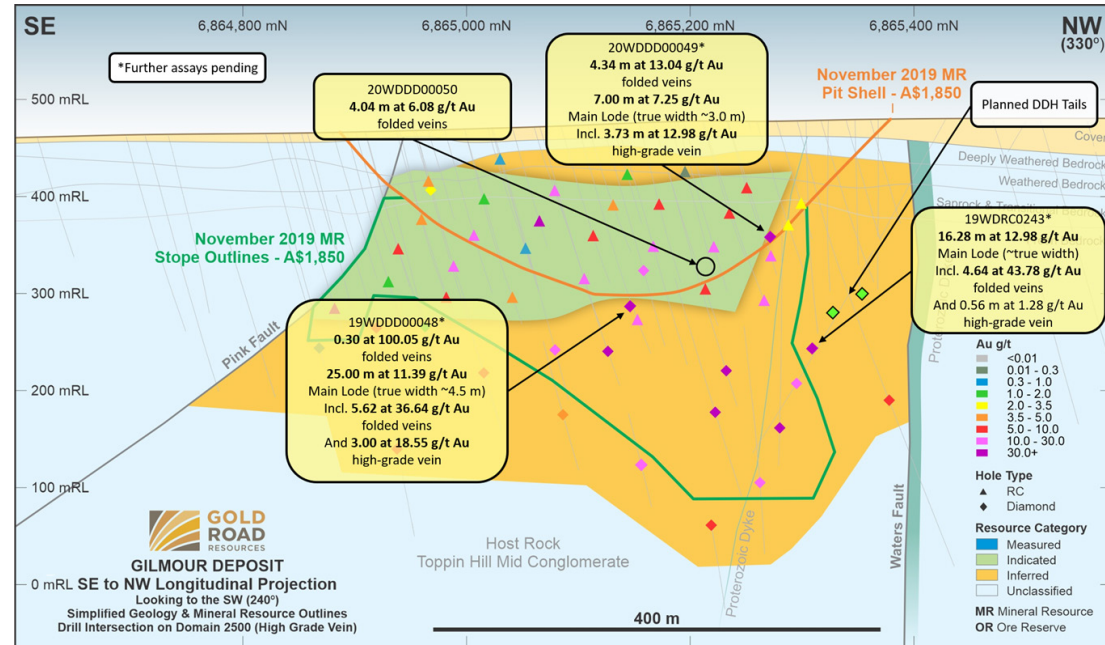 SE
6,864,800 mN
6,865,000 mN
6,865,200 mN
6,865,400 mN
NW
(330º)
*Further assays pending
20WDDD00050
4.04 m at 6.08 g/t Au
folded veins
20WDDD00049*
4.34 m at 13.04 g/t Au
folded veins
7.00 m at 7.25 g/t Au
Main Lode (true width ~3.0 m)
Incl. 3.73 m at 12.98 g/t Au
high-grade vein
November 2019 MR
Pit Shell - A$1,850
Planned DDH Tails
500 mRL
400 mRL
300 mRL
200 mRL
100 mRL
0 mRL
Cover
Deeply Weathered Bedrock
Weathered Bedrock
November 2019 MR
Stope Outlines - A$1,850
19WDRC0243*
16.28 m at 12.98 g/t Au
Main Lode (~true width)
Incl. 4.64 at 43.78 g/t Au
folded veins
And 0.56 m at 1.28 g/t Au
high-grade vein
19WDDD00048*
0.30 at 100.05 g/t Au
folded veins
25.00 m at 11.39 g/t Au
Main Lode (true width ~4.5 m)
Incl. 5.62 at 36.64 g/t Au
folded veins
And 3.00 at 18.55 g/t Au
high-grade vein
Pink Fault
Proterozoic Dyke
Waters Fault
Host Rock
Toppin Hill Mid Conglomerate
Au g/t
<0.01
0.01 - 0.3
0.3 - 1.0
1.0 - 2.0
2.0 - 3.5
3.5 - 5.0
5.0 - 10.0
10.0 - 30.0
30.0+
Hole Type
RC
Diamond
Resource Category
Measured
Indicated
Inferred
Unclassified
MR Mineral Resource
OR Ore Reserve
GOLD
ROAD
RESOURCES
GILMOUR DEPOSIT
SE to NW Longitudinal Projection
Looking to the SW (240º)
Simplified Geology & Mineral Resource Outlines
Drill Intersection on Domain 2500 (High Grade Vein)
400 m